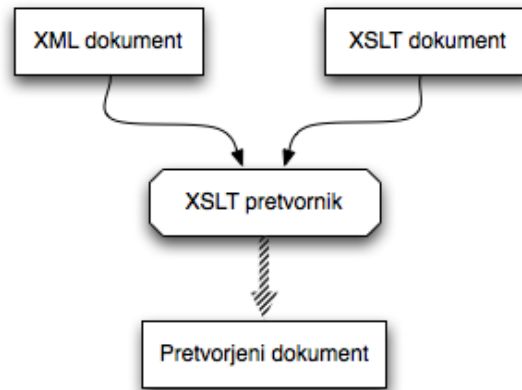 XML dokument
XSLT dokument
XSLT pretvornik
Pretvorjeni dokument